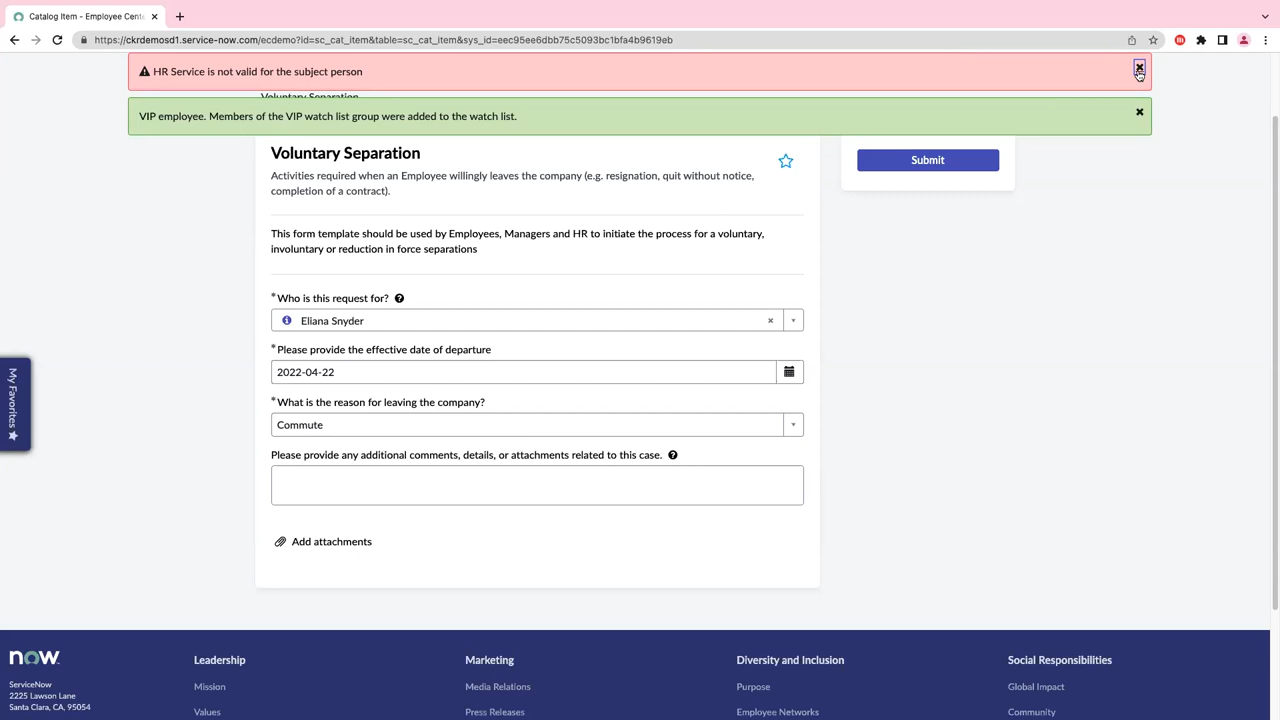 Catalog Item - Employee Cent
https://ckrdemosd1.service-now.com/ecdemo?id=sc_cat_item&table=sc_cat_item&sys_id=eec95ee6dbb75c5093bc1bfa4b9619eb
HR Service is not valid for the subject person
Voluntary Separation
VIP employee. Members of the VIP watch list group were added to the watch list.
Voluntary Separation
Activities required when an Employee willingly leaves the company (e.g. resignation, quit without notice,
completion of a contract).
Submit
This form template should be used by Employees, Managers and HR to initiate the process for a voluntary,
involuntary or reduction in force separations
*Who is this request for?
Eliana Snyder
*Please provide the effective date of departure
2022-04-22
*What is the reason for leaving the company?
Commute
Please provide any additional comments, details, or attachments related to this case.
Add attachments
My Favorites
now
ServiceNow
2225 Lawson Lane
Santa Clara, CA, 95054
Leadership
Mission
Values
Marketing
Media Relations
Press Releases
Diversity and Inclusion
Purpose
Employee Networks
Social Responsibilities
Global Impact
Community